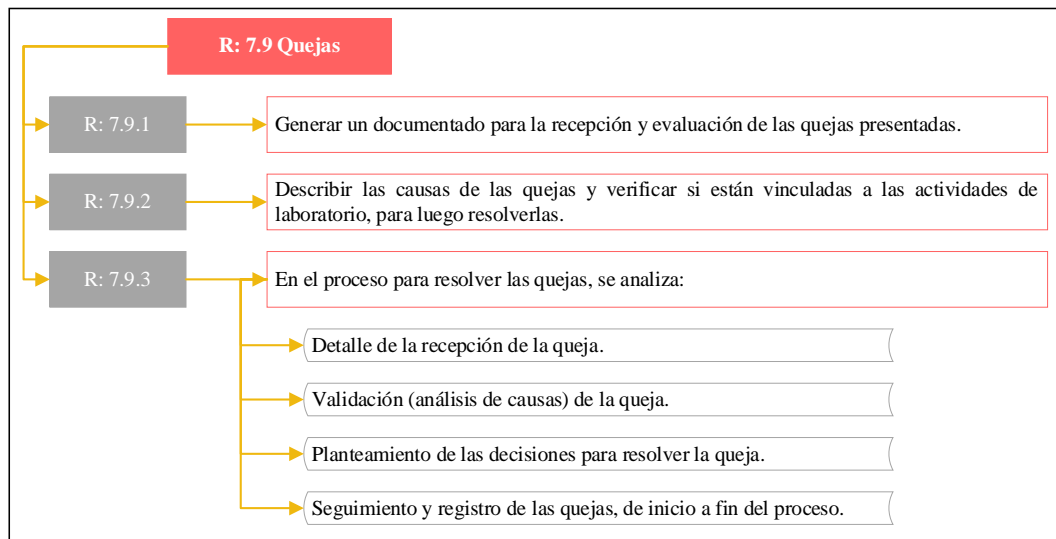 R: 7.9 Quejas
R: 7.9.1
Generar un documentado para la recepción y evaluación de las quejas presentadas.
R: 7.9.2
Describir las causas de las quejas y verificar si están vinculadas a las actividades de
laboratorio, para luego resolverlas.
R: 7.9.3
En el proceso para resolver las quejas, se analiza:
Detalle de la recepción de la queja.
Validación (análisis de causas) de la queja.
Planteamiento de las decisiones para resolver la queja.
Seguimiento y registro de las quejas, de inicio a fin del proceso.